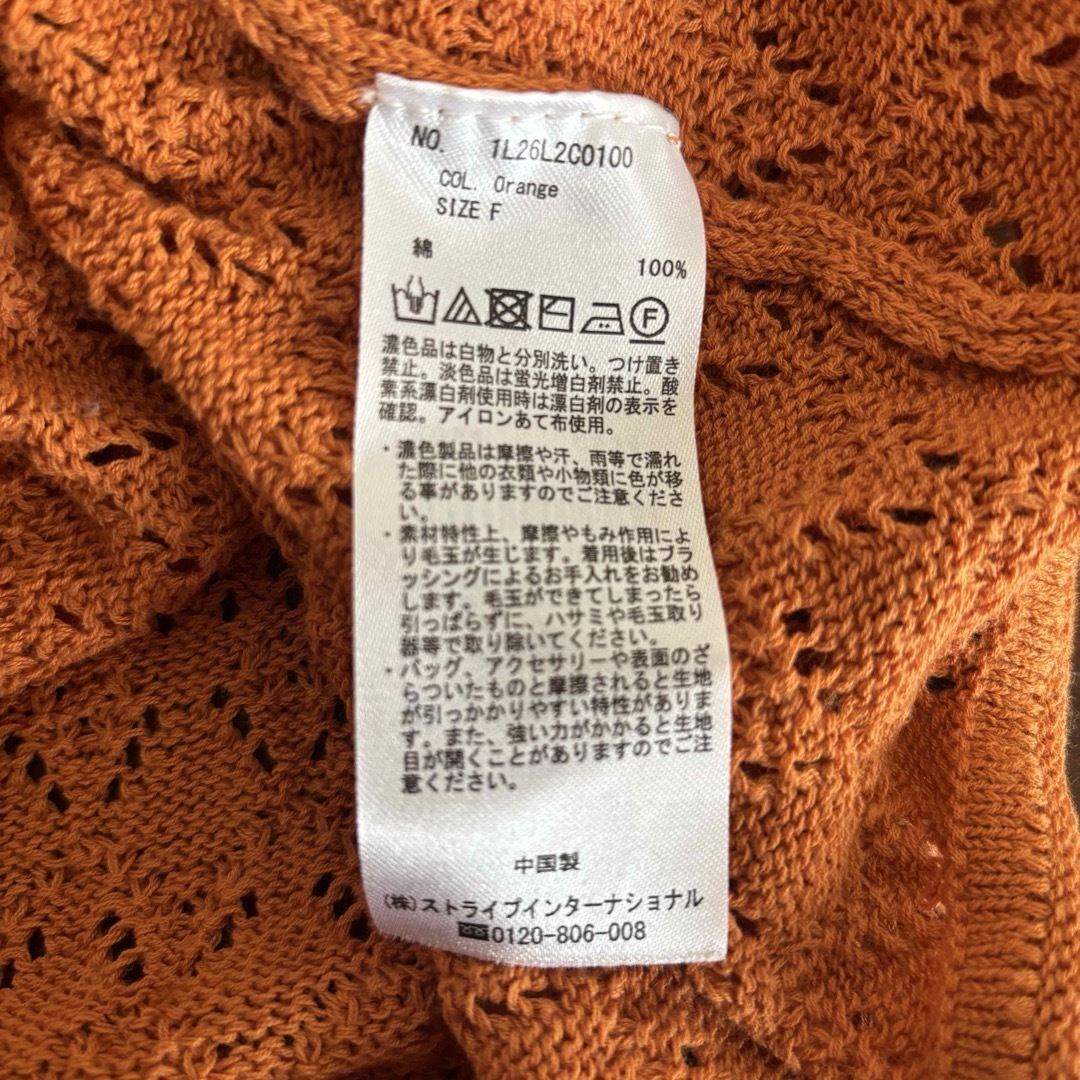 NO. 1L26L2C0100
COL. Orange
SIZE F
綿
100%
F
濃色品は白物と分別洗い。つけ置き
禁止。淡色品は蛍光増白剤禁止。酸
素系漂白剤使用時は漂白剤の表示を
確認。アイロンあて布使用。
・濃色製品は摩擦や汗、雨等で濡れ
た際に他の衣類や小物類に色が移
る事がありますのでご注意くださ
い。
・素材特性上、摩擦やもみ作用によ
り毛玉が生じます。着用後はブラ
ッシングによるお手入れをお勧め
します。毛玉ができてしまったら
引っぱらずに、ハサミや毛玉取り
器等で取り除いてください。
・バッグ、アクセサリーや表面のざ
らついたものと摩擦されると生地
が引っかかりやすい特性がありま
す。また、強い力がかかると生地
目が開くことがありますのでご注
意ください。
中国製
(株)ストライプインターナショナル
0120-806-008